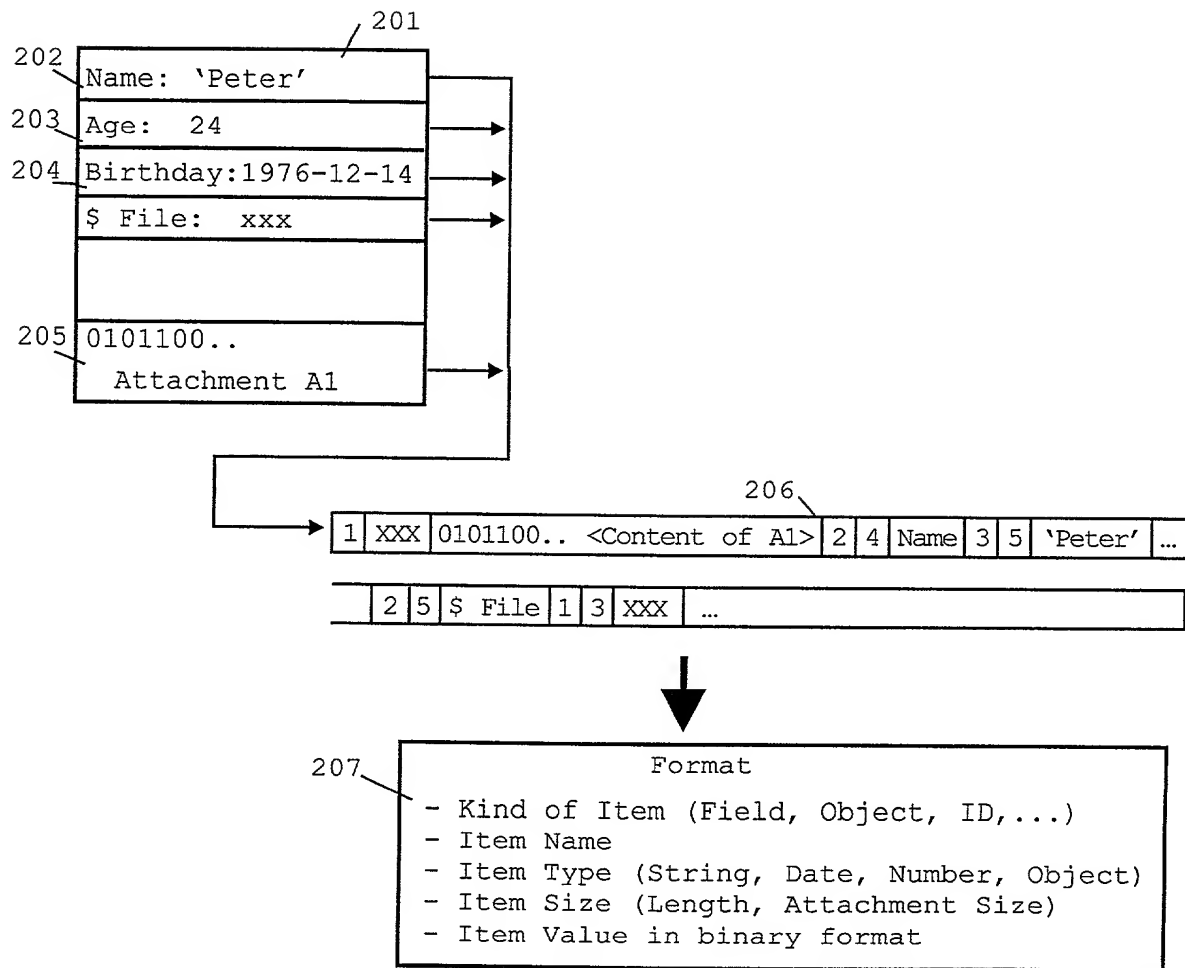 201
202
Name: ‘Peter’
203
Age: 24
204
Birthday:1976-12-14
$ File: xxx
205
0101100..
Attachment A1
206
1 XXX 0101100.. <Content of A1> 2 4 Name 3 5 ‘Peter’ …
2 5 $ File 1 3 XXX …
207
Format
- Kind of Item (Field, Object, ID,...)
- Item Name
- Item Type (String, Date, Number, Object)
- Item Size (Length, Attachment Size)
- Item Value in binary format